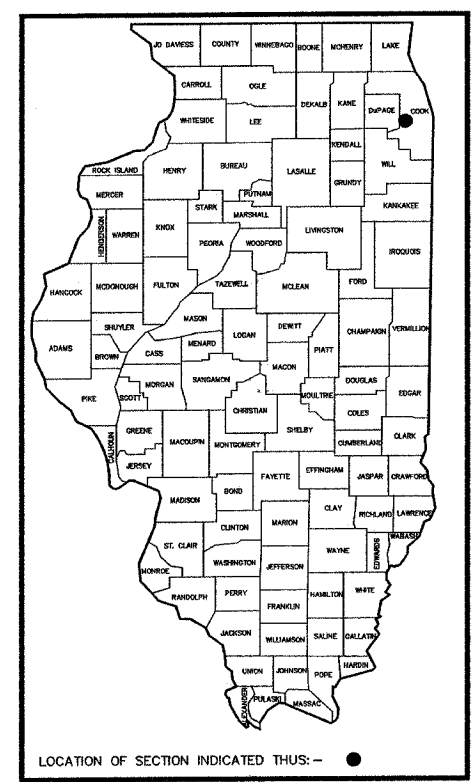 JO DAVIESS COUNTY WINNEBAGO BOONE MCHENRY LAKE
CARROLL OGLE DEKALB KANE DuPAGE COOK
WHITESIDE LEE
KENDALL WILL
ROCK ISLAND HENRY BUREAU LASALLE GRUNDY
MERCER PUTNAM KANKAKEE
STARK MARSHALL
HENDERSON WARREN KNOX PEORIA WOODFORD LIVINGSTON IROQUOIS
HANCOCK MCDONOUGH FULTON TAZEWELL MCLEAN FORD
MASON
SHUYLER LOGAN DEWITT CHAMPAIGN VERMILLION
ADAMS BROWN CASS MENARD PIATT
MACON
MORGAN SANGAMON DOUGLAS
PIKE SCOTT CHRISTIAN MOULTRE EDGAR
COLES
GREENE MACOUPIN SHELBY
CALHOUN MONTGOMERY CUMBERLAND CLARK
JERSEY
FAYETTE EFFINGHAM JASPAR CRAWFORD
MADISON BOND
CLAY
CLINTON MARION RICHLAND LAWRENCE
ST. CLAIR WAYNE EDWARDS WABASH
WASHINGTON
MONROE JEFFERSON
RANDOLPH PERRY HAMILTON WHITE
FRANKLIN
JACKSON WILLIAMSON SALINE GALLATIN
UNION JOHNSON POPE HARDIN
ALEXANDER PULASKI MASSAC
LOCATION OF SECTION INDICATED THUS: –